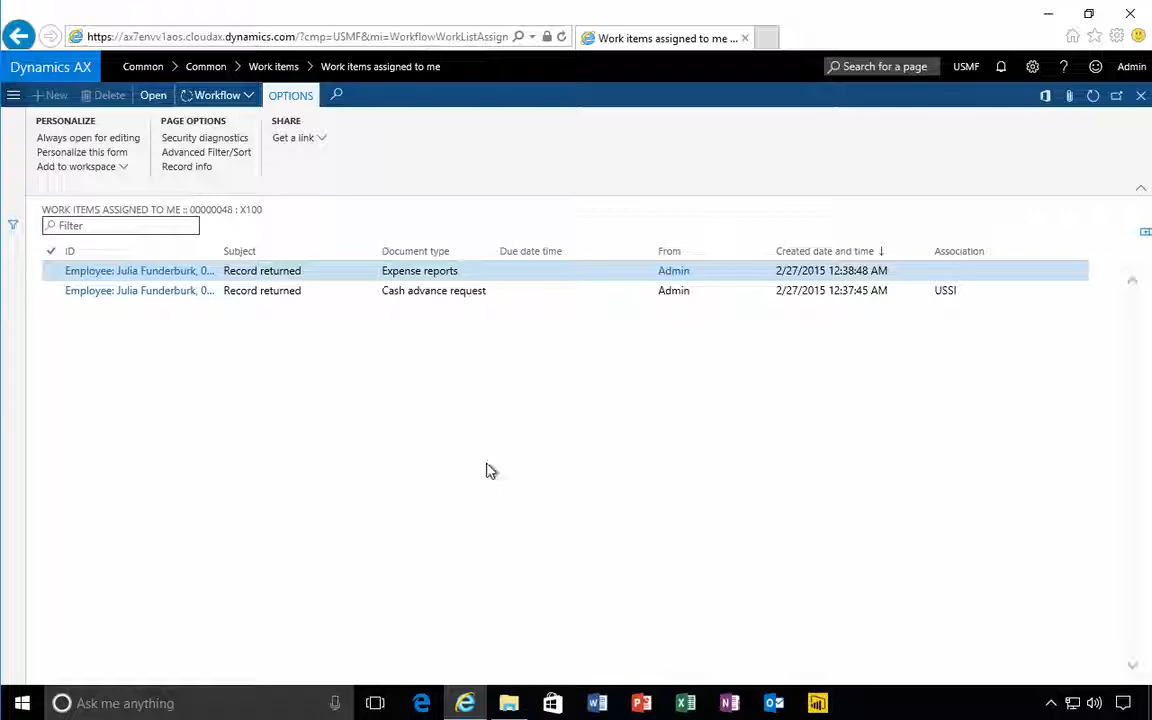 https://ax7envv1aos.cloudax.dynamics.com/?cmp=USMF&mi=WorkflowWorkListAssign
Work items assigned to me ...
Dynamics AX
Common > Common > Work items > Work items assigned to me
Search for a page
USMF
Admin
New
Delete
Open
Workflow
OPTIONS
PERSONALIZE
Always open for editing
Personalize this form
Add to workspace
PAGE OPTIONS
Security diagnostics
Advanced Filter/Sort
Record info
SHARE
Get a link
WORK ITEMS ASSIGNED TO ME :: 00000048 : X100
Filter
ID Subject Document type Due date time From Created date and time Association
Employee: Julia Funderburk, 0... Record returned Expense reports Admin 2/27/2015 12:38:48 AM
Employee: Julia Funderburk, 0... Record returned Cash advance request Admin 2/27/2015 12:37:45 AM USSI
Ask me anything